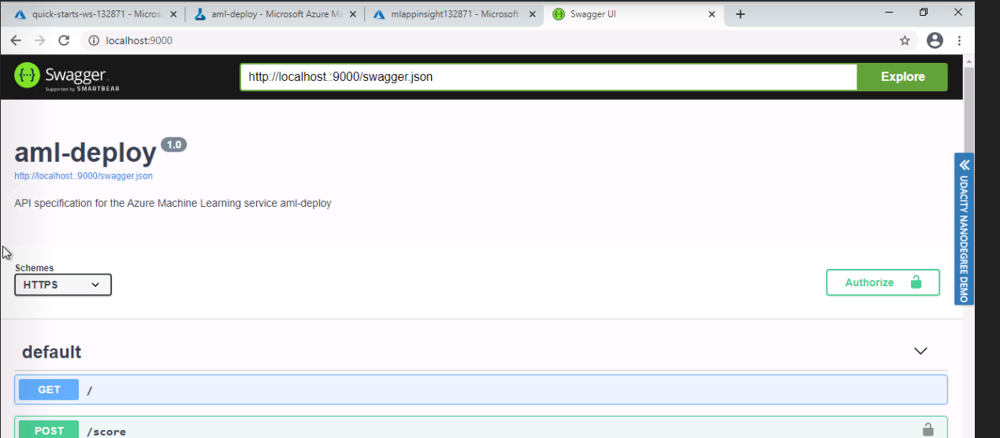 quick-starts-ws-132871 - Micros
aml-deploy - Microsoft Azure Ma
mlappinsight132871 - Microsoft
Swagger UI
localhost:9000
Swagger
Supported by SMARTBEAR
http://localhost.:9000/swagger.json
Explore
aml-deploy 1.0
http://localhost.:9000/swagger.json
API specification for the Azure Machine Learning service aml-deploy
UDACITY NANODEGREE DEMO
Schemes
HTTPS
Authorize
default
GET /
POST /score